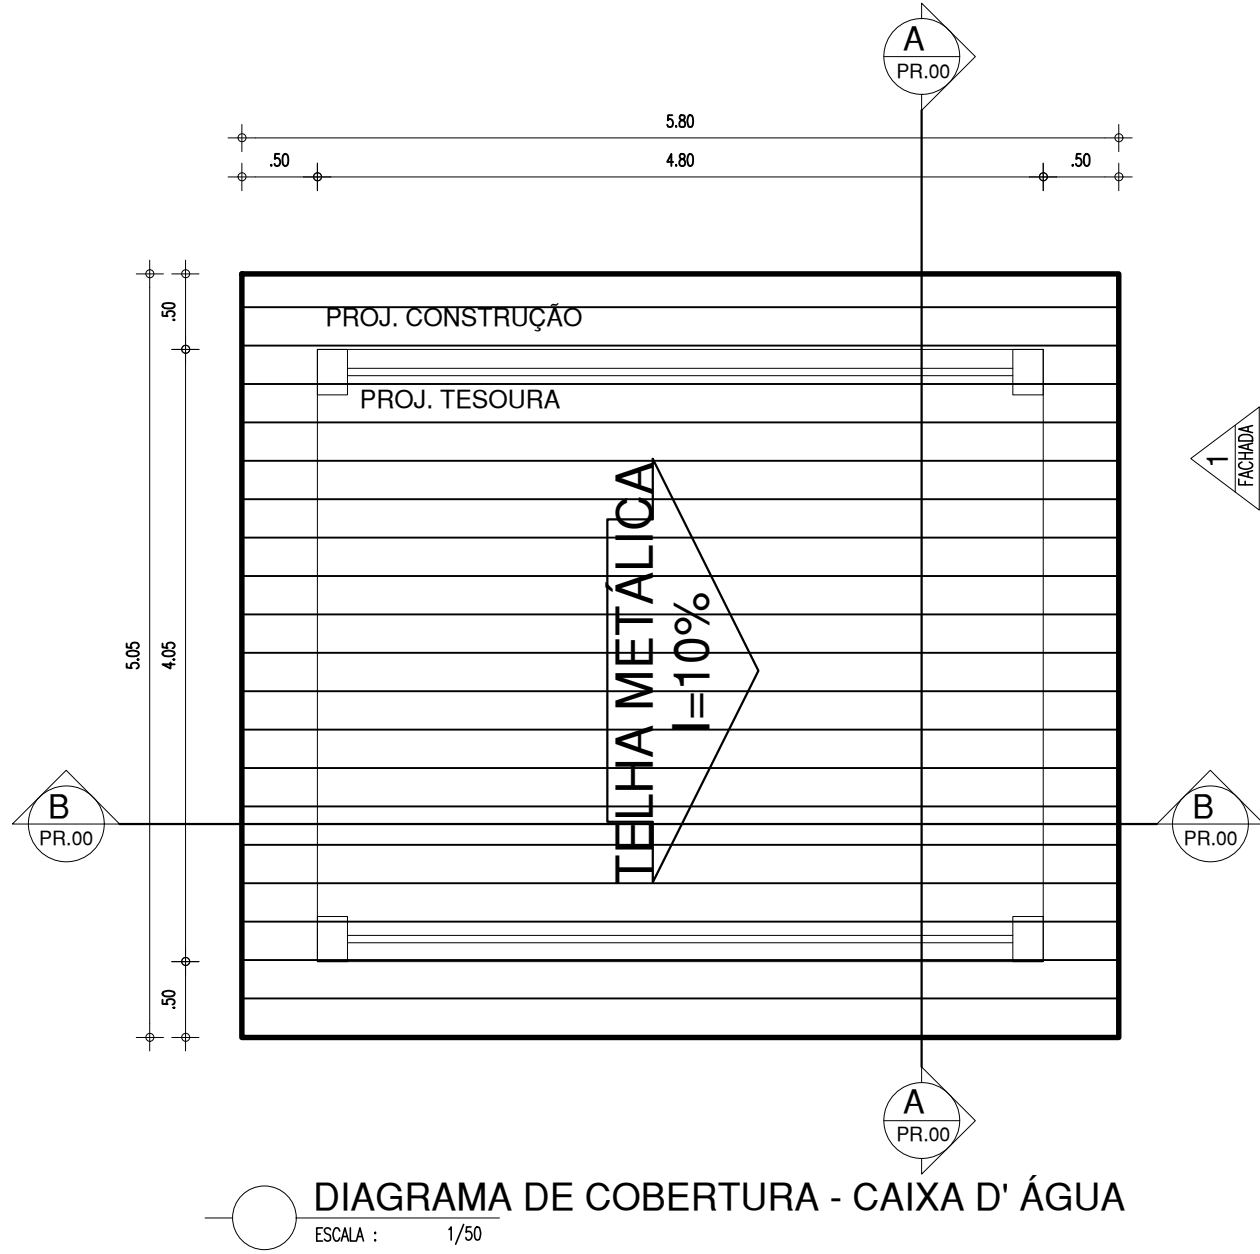 A
PR.00
5.80
.50
4.80
.50
.50
PROJ. CONSTRUÇÃO
PROJ. TESOURA
1
FACHADA
TELHA METÁLICA
I=10%
5.05
4.05
B
PR.00
B
PR.00
.50
A
PR.00
DIAGRAMA DE COBERTURA - CAIXA D' ÁGUA
ESCALA : 1/50